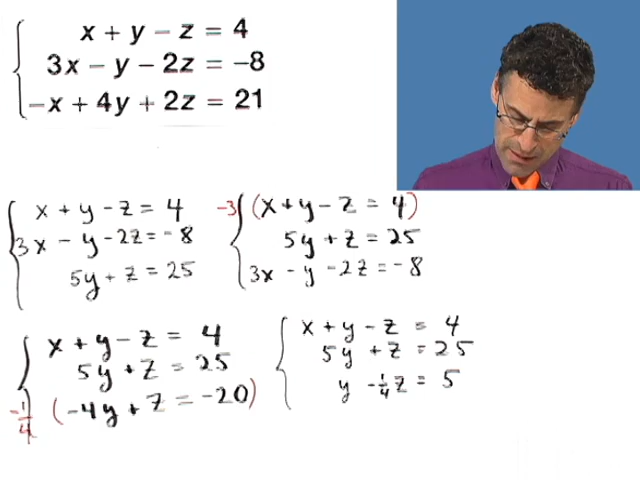 x + y − z = 4
3x − y − 2z = −8
−x + 4y + 2z = 21
x + y - z = 4
3x - y - 2z = - 8
5y + z = 25
-3 (x + y - z = 4)
5y + z = 25
3x - y - 2z = - 8
x + y - z = 4
5y + z = 25
-1/4 (-4y + z = -20)
x + y - z = 4
5y + z = 25
y - 1/4 z = 5